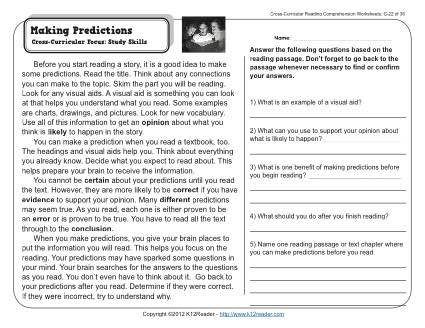 Cross-Curricular Reading Comprehension Worksheets: C-22 of 36
Making Predictions
Cross-Curricular Focus: Study Skills
Name:
Before you start reading a story, it is a good idea to make
some predictions. Read the title. Think about any connections
you can make to the topic. Skim the part you will be reading.
Look for any visual aids. A visual aid is something you can look
at that helps you understand what you read. Some examples
are charts, drawings, and pictures. Look for new vocabulary.
Use all of this information to get an opinion about what you
think is likely to happen in the story.
You can make a prediction when you read a textbook, too.
The headings and visual aids help you. Think about everything
you already know. Decide what you expect to read about. This
helps prepare your brain to receive the information.
You cannot be certain about your predictions until you read
the text. However, they are more likely to be correct if you have
evidence to support your opinion. Many different predictions
may seem true. As you read, each one is either proven to be
an error or is proven to be true. You have to read all the text
through to the conclusion.
When you make predictions, you give your brain places to
put the information you will read. This helps you focus on the
reading. Your predictions may have sparked some questions in
your mind. Your brain searches for the answers to the questions
as you read. You don't even have to think about it. Go back to
your predictions after you read. Determine if they were correct.
If they were incorrect, try to understand why.
Answer the following questions based on the
reading passage. Don't forget to go back to the
passage whenever necessary to find or confirm
your answers.
1) What is an example of a visual aid?
2) What can you use to support your opinion about
what is likely to happen?
3) What is one benefit of making predictions before
you begin reading?
4) What should you do after you finish reading?
5) Name one reading passage or text chapter where
you can make predictions before you read.
Copyright ©2012 K12Reader - http://www.k12reader.com